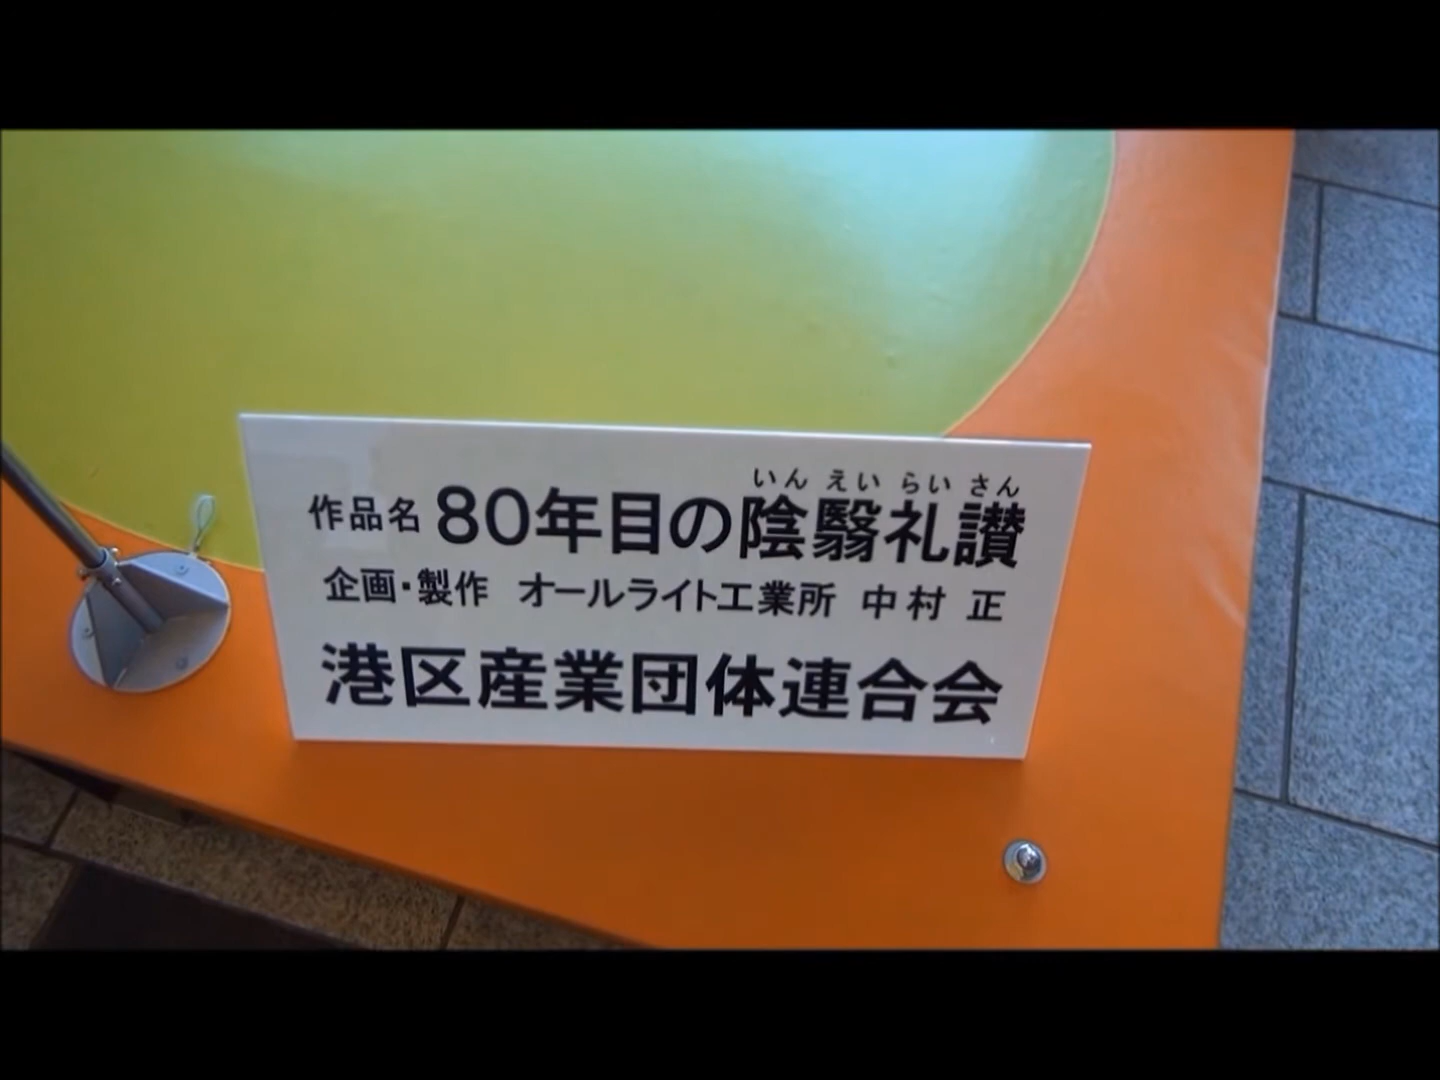 いん えい らい さん
作品名 80年目の陰翳礼讃
企画・製作 オールライト工業所 中村 正
港区産業団体連合会